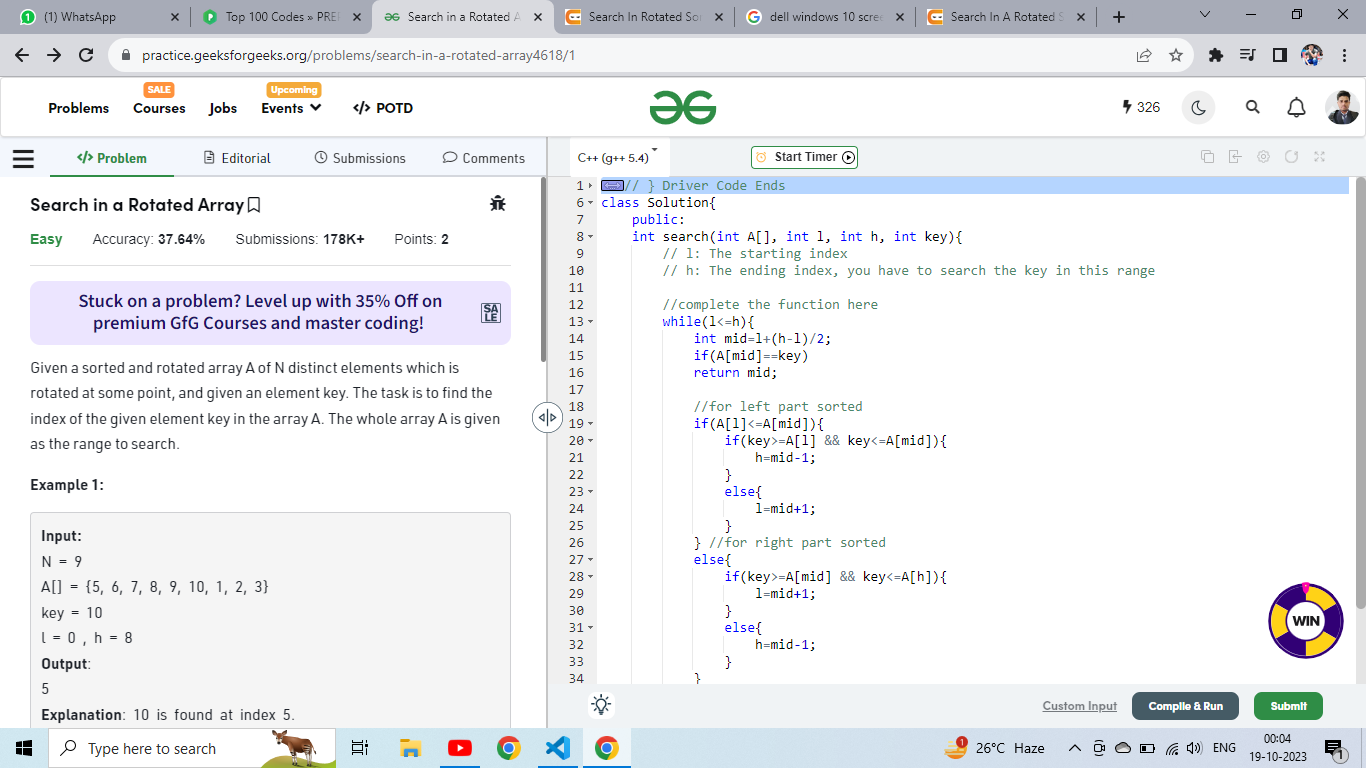 (1) WhatsApp
Top 100 Codes » PRE
Search in a Rotated A
Search In Rotated So
dell windows 10 scree
Search In A Rotated S
practice.geeksforgeeks.org/problems/search-in-a-rotated-array4618/1
Problems
SALE
Courses
Jobs
Upcoming
Events
</> POTD
326
</> Problem
Editorial
Submissions
Comments
C++ (g++ 5.4)
Start Timer
Search in a Rotated Array
Easy Accuracy: 37.64% Submissions: 178K+ Points: 2
Stuck on a problem? Level up with 35% Off on
premium GfG Courses and master coding!
SA
LE
Given a sorted and rotated array A of N distinct elements which is
rotated at some point, and given an element key. The task is to find the
index of the given element key in the array A. The whole array A is given
as the range to search.
Example 1:
Input:
N = 9
A[] = {5, 6, 7, 8, 9, 10, 1, 2, 3}
key = 10
l = 0 , h = 8
Output:
5
Explanation: 10 is found at index 5.
1 // } Driver Code Ends
6 class Solution{
7 public:
8 int search(int A[], int l, int h, int key){
9 // l: The starting index
10 // h: The ending index, you have to search the key in this range
11
12 //complete the function here
13 while(l<=h){
14 int mid=l+(h-l)/2;
15 if(A[mid]==key)
16 return mid;
17
18 //for left part sorted
19 if(A[l]<=A[mid]){
20 if(key>=A[l] && key<=A[mid]){
21 h=mid-1;
22 }
23 else{
24 l=mid+1;
25 }
26 } //for right part sorted
27 else{
28 if(key>=A[mid] && key<=A[h]){
29 l=mid+1;
30 }
31 else{
32 h=mid-1;
33 }
34 }
WIN
Custom Input
Compile & Run
Submit
Type here to search
1
26°C Haze
ENG
00:04
19-10-2023
1